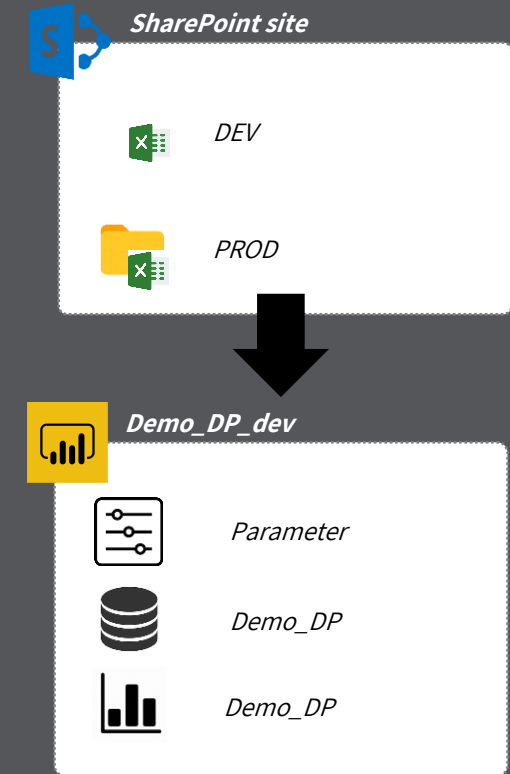 SharePoint site
DEV
PROD
Demo_DP_dev
Parameter
Demo_DP
Demo_DP